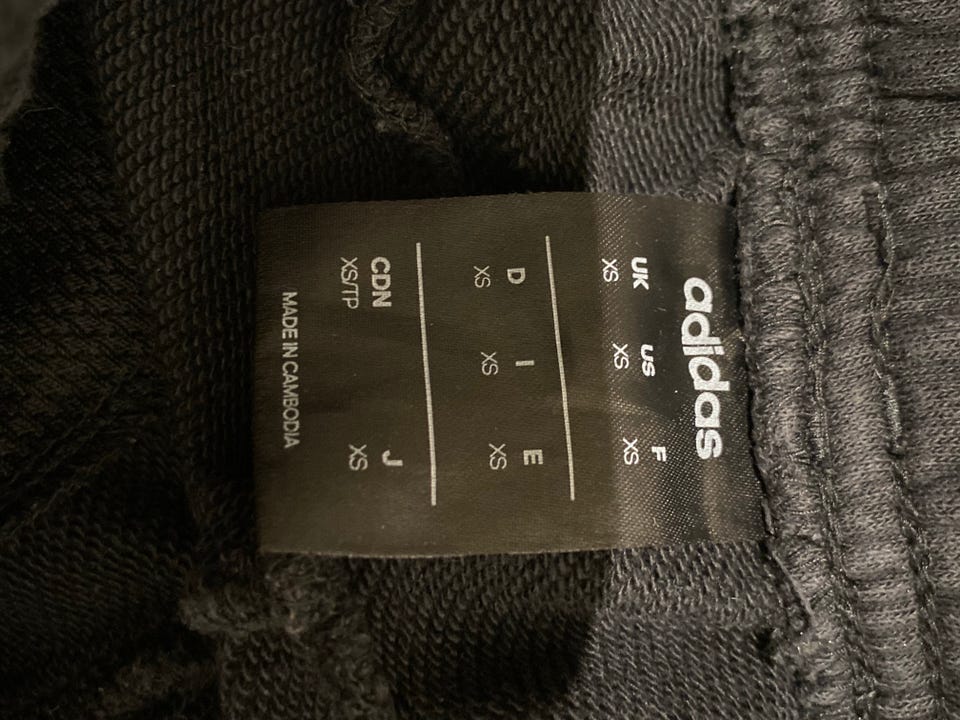 adidas
UK US F
XS XS XS
D I E
XS XS XS
CDN J
XS/TP XS
MADE IN CAMBODIA